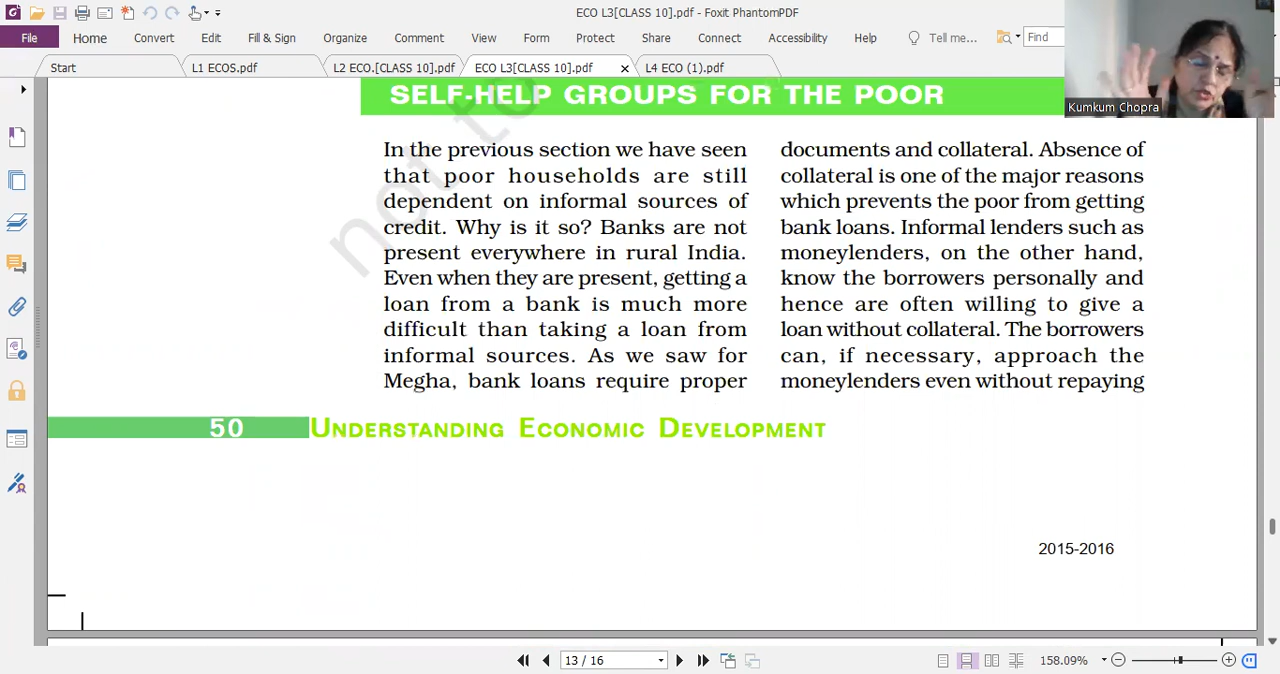 ECO L3[CLASS 10].pdf - Foxit PhantomPDF
File Home Convert Edit Fill & Sign Organize Comment View Form Protect Share Connect Accessibility Help Tell me... Find
Start L1 ECOS.pdf L2 ECO.[CLASS 10].pdf ECO L3[CLASS 10].pdf L4 ECO (1).pdf
Kumkum Chopra
SELF-HELP GROUPS FOR THE POOR
not to
In the previous section we have seen
that poor households are still
dependent on informal sources of
credit. Why is it so? Banks are not
present everywhere in rural India.
Even when they are present, getting a
loan from a bank is much more
difficult than taking a loan from
informal sources. As we saw for
Megha, bank loans require proper
documents and collateral. Absence of
collateral is one of the major reasons
which prevents the poor from getting
bank loans. Informal lenders such as
moneylenders, on the other hand,
know the borrowers personally and
hence are often willing to give a
loan without collateral. The borrowers
can, if necessary, approach the
moneylenders even without repaying
50 UNDERSTANDING ECONOMIC DEVELOPMENT
2015-2016
13 / 16 158.09%